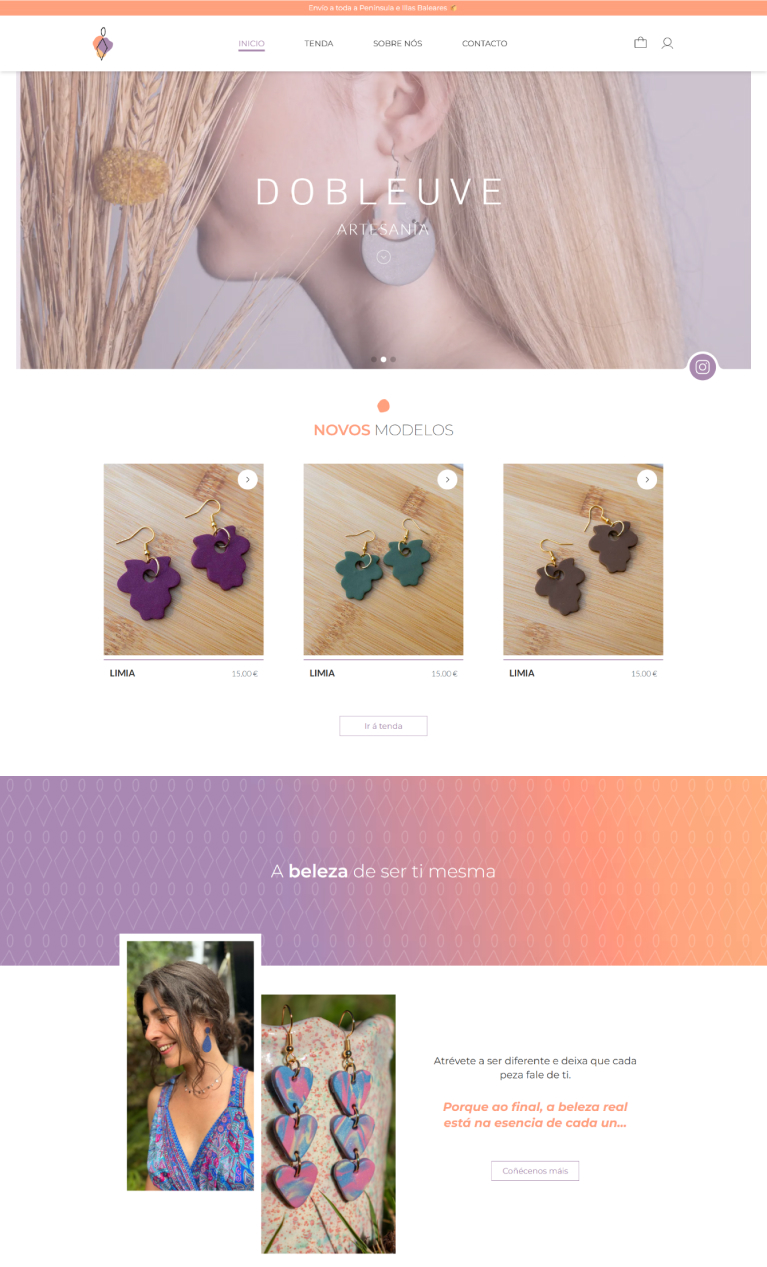 Envío a toda a Península e Illas Baleares
INICIO
TENDA
SOBRE NÓS
CONTACTO
DOBLEUVE
ARTESANÍA
NOVOS MODELOS
LIMIA
15.00 €
LIMIA
15.00 €
LIMIA
15.00 €
Ir á tenda
A beleza de ser ti mesma
Atrévete a ser diferente e deixa que cada
peza fale de ti.
Porque ao final, a beleza real
está na esencia de cada un...
Coñécenos máis